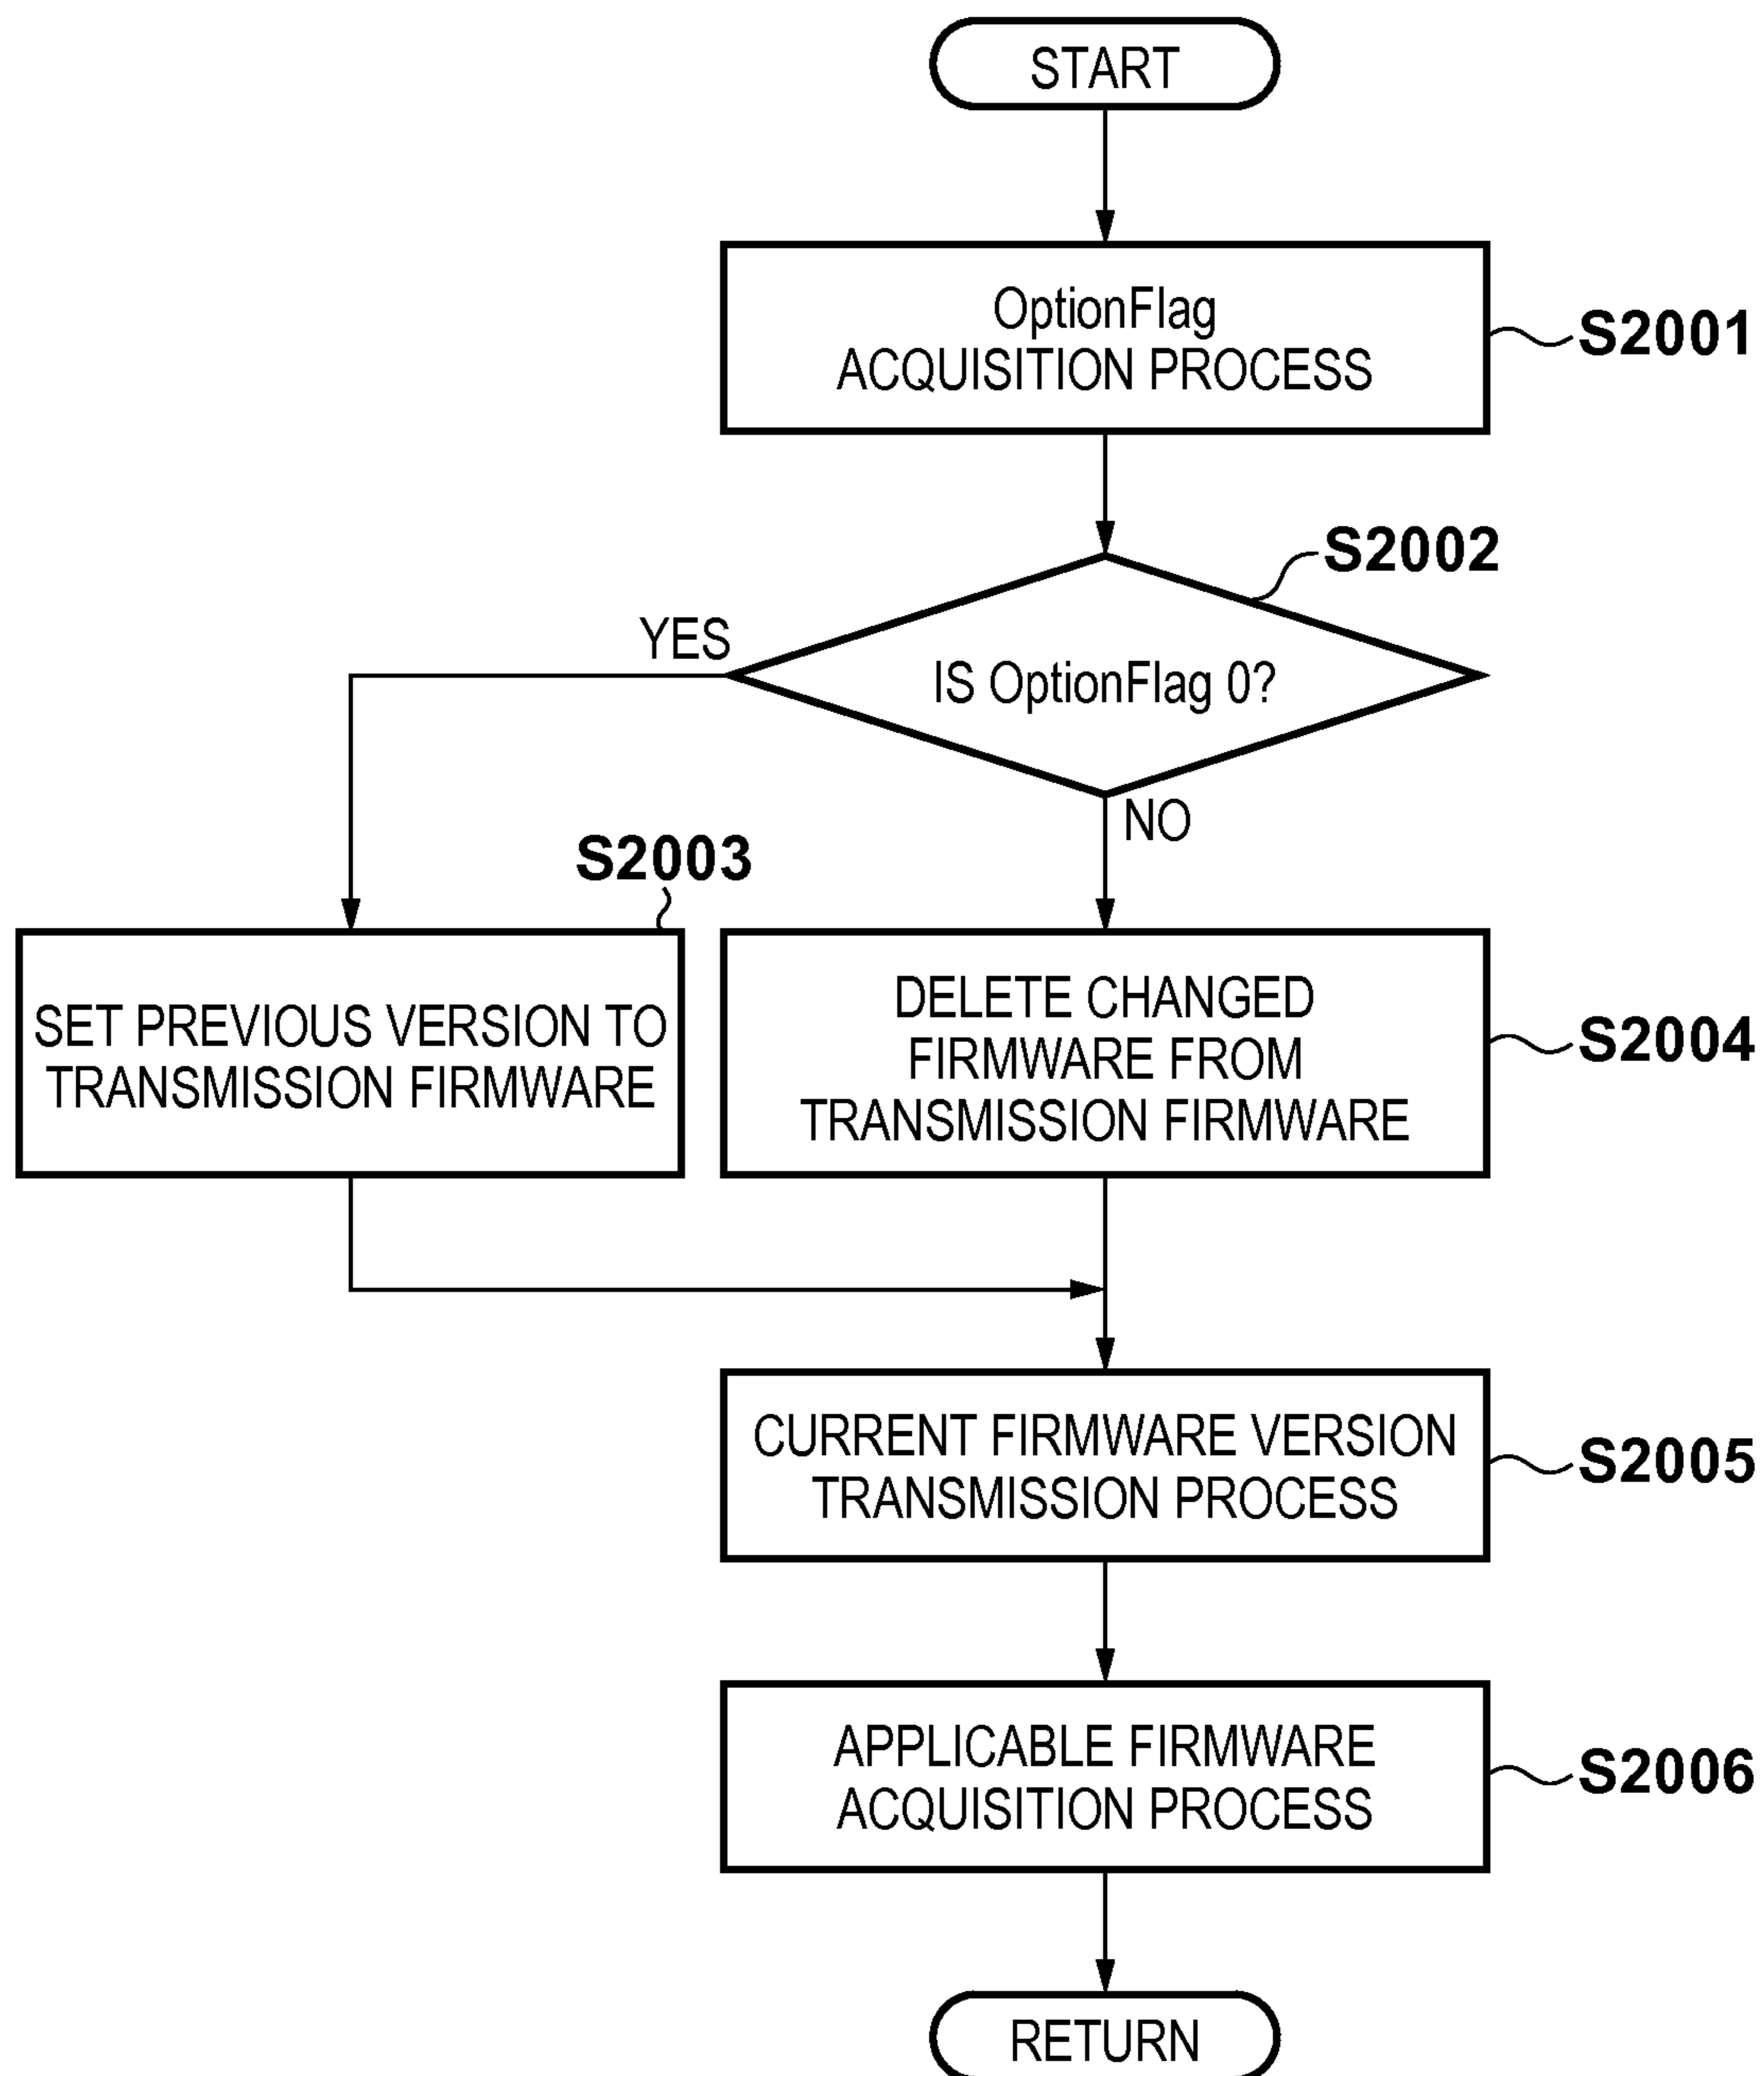 START
OptionFlag
ACQUISITION PROCESS
S2001
S2002
YES
IS OptionFlag 0?
NO
S2003
SET PREVIOUS VERSION TO
TRANSMISSION FIRMWARE
DELETE CHANGED
FIRMWARE FROM
TRANSMISSION FIRMWARE
S2004
CURRENT FIRMWARE VERSION
TRANSMISSION PROCESS
S2005
APPLICABLE FIRMWARE
ACQUISITION PROCESS
S2006
RETURN